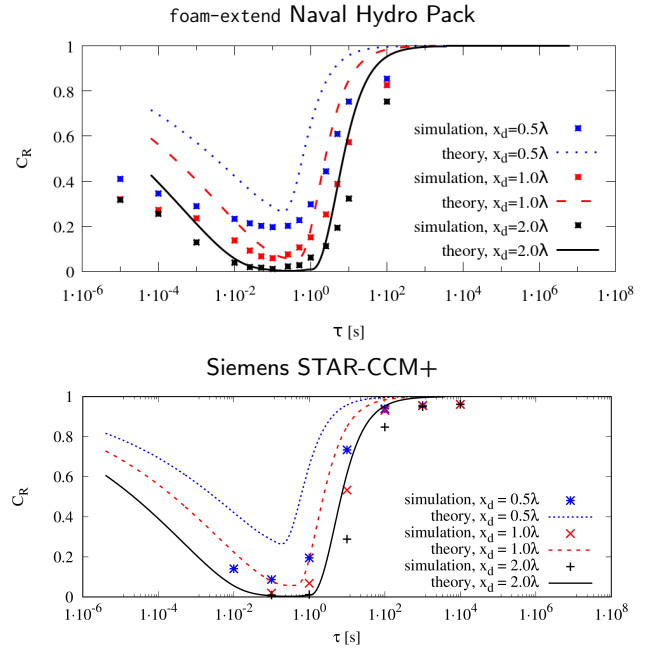 foam-extend Naval Hydro Pack
1
0.8
0.6
0.4
0.2
0
C_R
simulation, x_d=0.5λ
theory, x_d=0.5λ
simulation, x_d=1.0λ
theory, x_d=1.0λ
simulation, x_d=2.0λ
theory, x_d=2.0λ
1·10^-6 1·10^-4 1·10^-2 1·10^0 1·10^2 1·10^4 1·10^6 1·10^8
τ [s]
Siemens STAR-CCM+
1
0.8
0.6
0.4
0.2
0
C_R
simulation, x_d = 0.5λ
theory, x_d = 0.5λ
simulation, x_d = 1.0λ
theory, x_d = 1.0λ
simulation, x_d = 2.0λ
theory, x_d = 2.0λ
1·10^-6 1·10^-4 1·10^-2 1·10^0 1·10^2 1·10^4 1·10^6 1·10^8
τ [s]